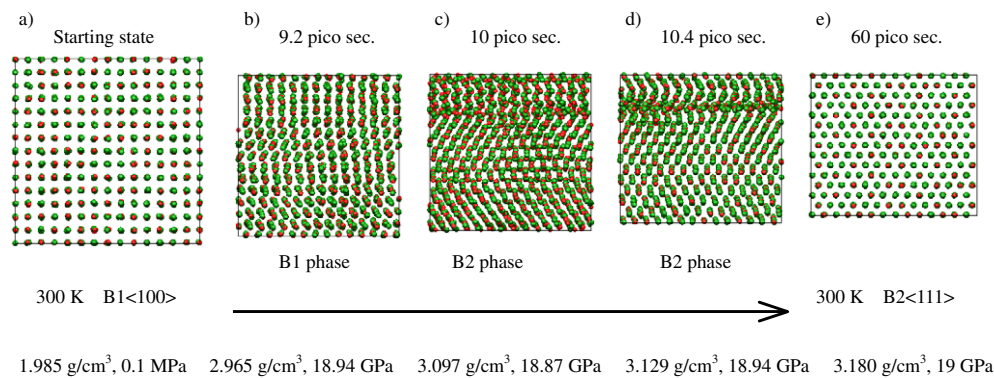 a) b) c) d) e)
Starting state 9.2 pico sec. 10 pico sec. 10.4 pico sec. 60 pico sec.
B1 phase B2 phase B2 phase
300 K B1<100> 300 K B2<111>
1.985 g/cm³, 0.1 MPa 2.965 g/cm³, 18.94 GPa 3.097 g/cm³, 18.87 GPa 3.129 g/cm³, 18.94 GPa 3.180 g/cm³, 19 GPa